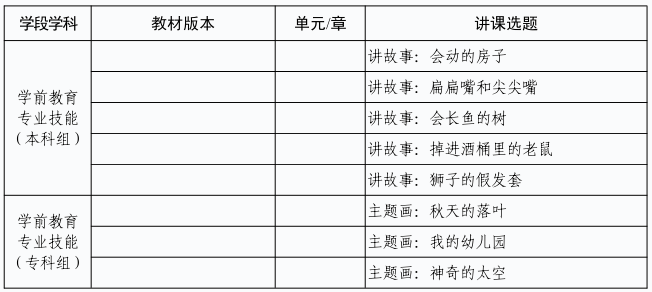 学段学科 教材版本 单元/章 讲课选题
学前教育
专业技能
（本科组）
讲故事：会动的房子
讲故事：扁扁嘴和尖尖嘴
讲故事：会长鱼的树
讲故事：掉进酒桶里的老鼠
讲故事：狮子的假发套
学前教育
专业技能
（专科组）
主题画：秋天的落叶
主题画：我的幼儿园
主题画：神奇的太空